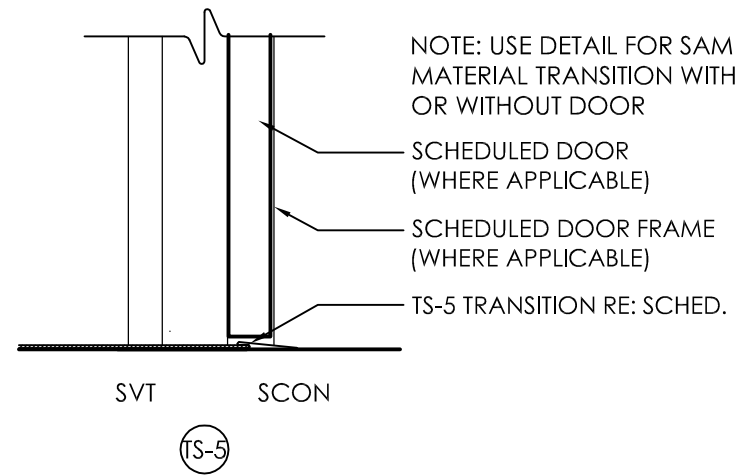 NOTE: USE DETAIL FOR SAM
MATERIAL TRANSITION WITH
OR WITHOUT DOOR
SCHEDULED DOOR
(WHERE APPLICABLE)
SCHEDULED DOOR FRAME
(WHERE APPLICABLE)
TS-5 TRANSITION RE: SCHED.
SVT SCON
TS-5